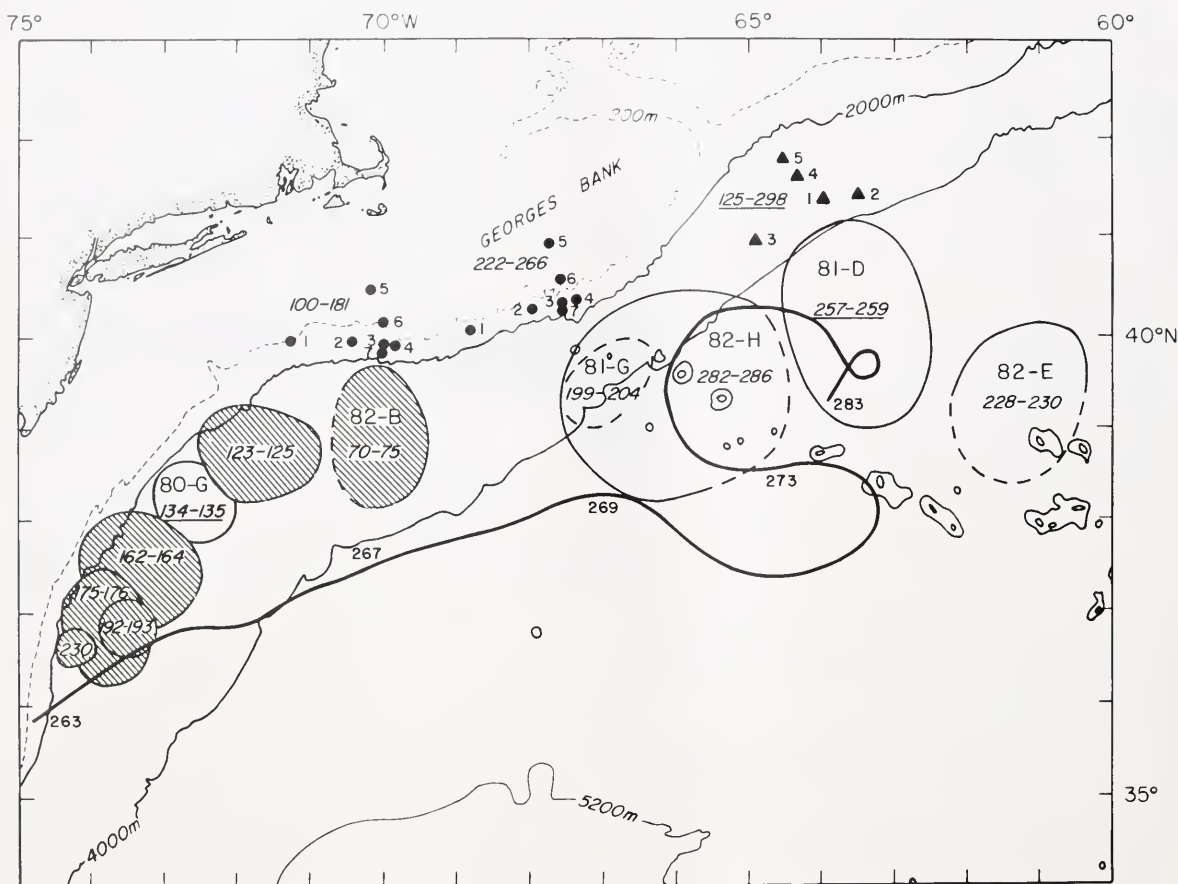 75° 70°W 65° 60°
2000m
200m
5
4
1 2
125-298
3
GEORGES BANK
5
222-266
6
81-D
257-259
5
100-181
6
2 3 4
7
1
1 2 3 4
7
40°N
82-H
81-G
282-286
199-204
82-E
228-230
283
82-B
70-75
123-125
80-G
134-135
273
269
162-164
267
175-176
192-193
230
263
35°
5200m
4000m